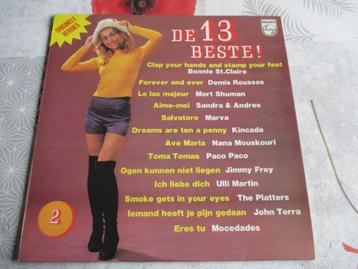 ORIGINELE VERSIES
DE 13 BESTE!
PHILIPS
Clap your hands and stamp your feet
Bonnie St.Claire
Forever and ever Demis Roussos
Le lac majeur Mort Shuman
Aime-moi Sandra & Andres
Salvatore Marva
Dreams are ten a penny Kincade
Ave Maria Nana Mouskouri
Toma Tomas Paco Paco
Ogen kunnen niet liegen Jimmy Frey
Ich liebe dich Ulli Martin
Smoke gets in your eyes The Platters
Iemand heeft je pijn gedaan John Terra
Eres tu Mocedades
2